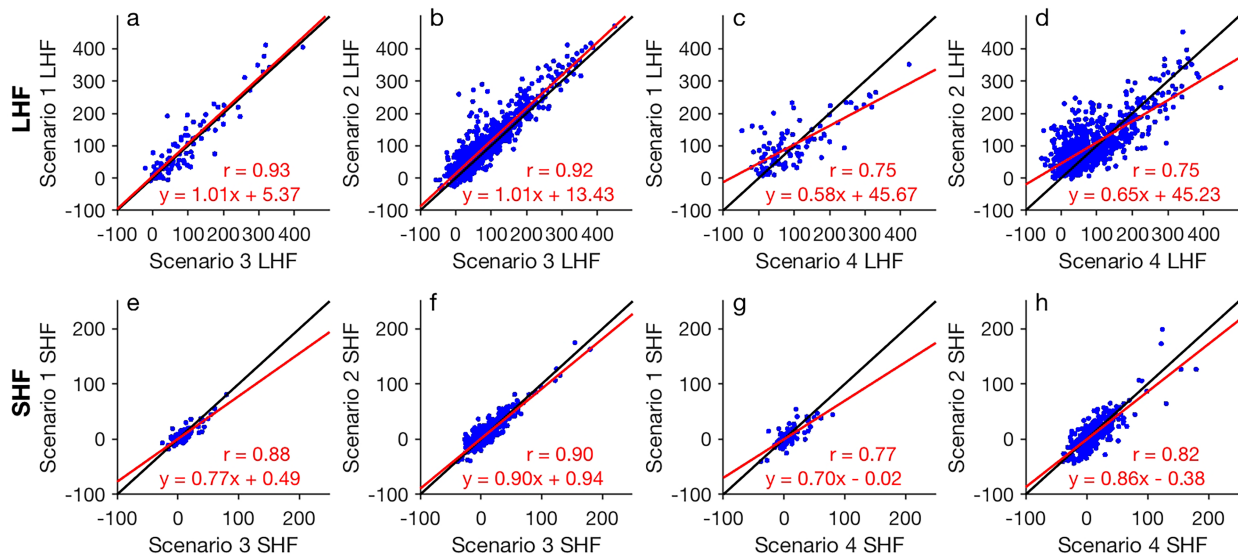 a b c d
LHF
Scenario 1 LHF
400
300
200
100
0
-100
r = 0.93
y = 1.01x + 5.37
-100 0 100 200 300 400
Scenario 3 LHF
Scenario 2 LHF
400
300
200
100
0
-100
r = 0.92
y = 1.01x + 13.43
-100 0 100 200 300 400
Scenario 3 LHF
Scenario 1 LHF
400
300
200
100
0
-100
r = 0.75
y = 0.58x + 45.67
-100 0 100 200 300 400
Scenario 4 LHF
Scenario 2 LHF
400
300
200
100
0
-100
r = 0.75
y = 0.65x + 45.23
-100 0 100 200 300 400
Scenario 4 LHF
e f g h
SHF
Scenario 1 SHF
200
100
0
-100
r = 0.88
y = 0.77x + 0.49
-100 0 100 200
Scenario 3 SHF
Scenario 2 SHF
200
100
0
-100
r = 0.90
y = 0.90x + 0.94
-100 0 100 200
Scenario 3 SHF
Scenario 1 SHF
200
100
0
-100
r = 0.77
y = 0.70x - 0.02
-100 0 100 200
Scenario 4 SHF
Scenario 2 SHF
200
100
0
-100
r = 0.82
y = 0.86x - 0.38
-100 0 100 200
Scenario 4 SHF